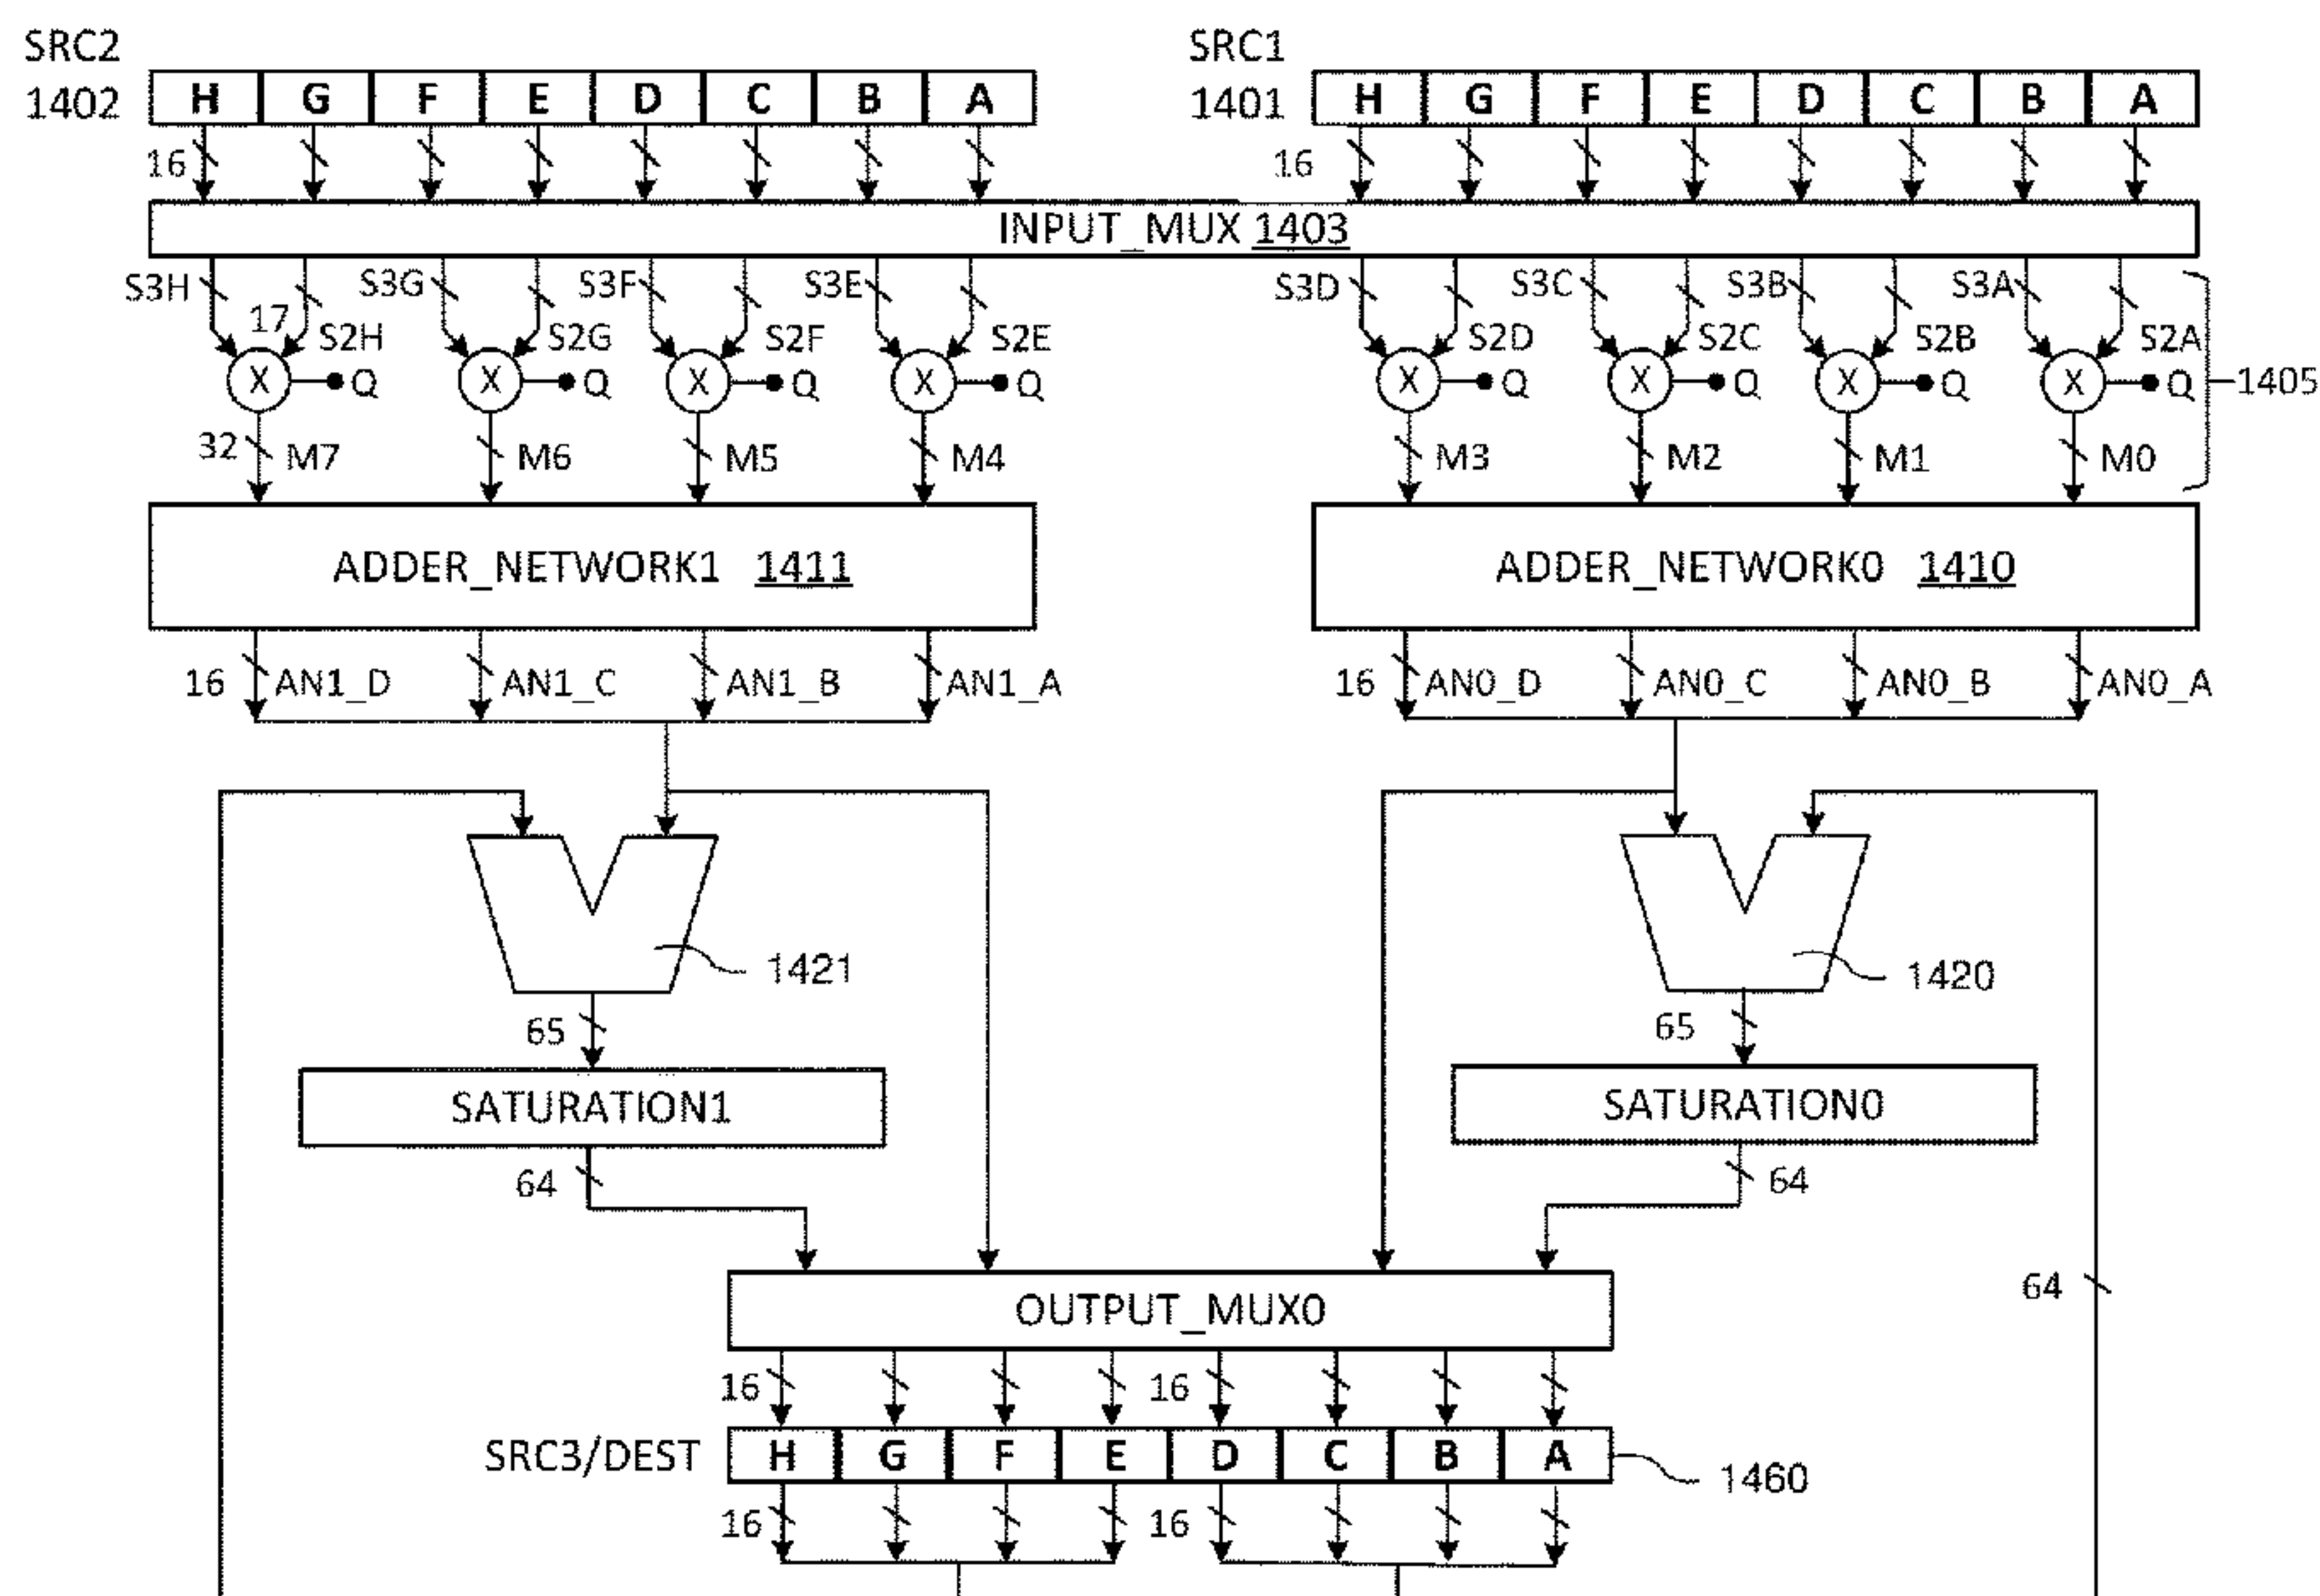 SRC2
1402
H G F E D C B A
SRC1
1401
H G F E D C B A
16
16
INPUT_MUX 1403
S3H S3G S3F S3E S3D S3C S3B S3A
17 S2H S2G S2F S2E S2D S2C S2B S2A
X Q X Q X Q X Q X Q X Q X Q X Q 1405
32 M7 M6 M5 M4 M3 M2 M1 M0
ADDER_NETWORK1 1411
ADDER_NETWORK0 1410
16 AN1_D AN1_C AN1_B AN1_A
16 AN0_D AN0_C AN0_B AN0_A
1421
1420
65
65
SATURATION1
SATURATION0
64
64
64
OUTPUT_MUX0
16 16
SRC3/DEST H G F E D C B A 1460
16 16